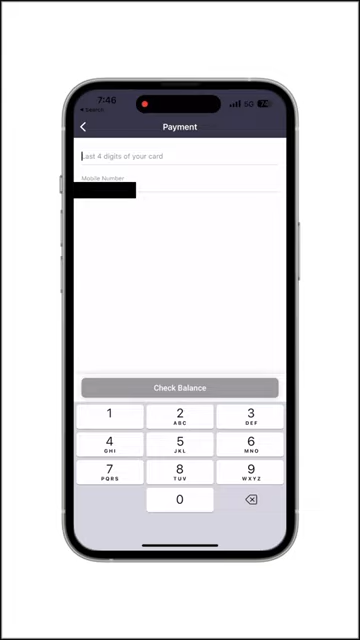 7:46
5G 74
Search
Payment
Last 4 digits of your card
Mobile Number
Check Balance
1
2
3
ABC
DEF
4
5
6
GHI
JKL
MNO
7
8
9
PQRS
TUV
WXYZ
0